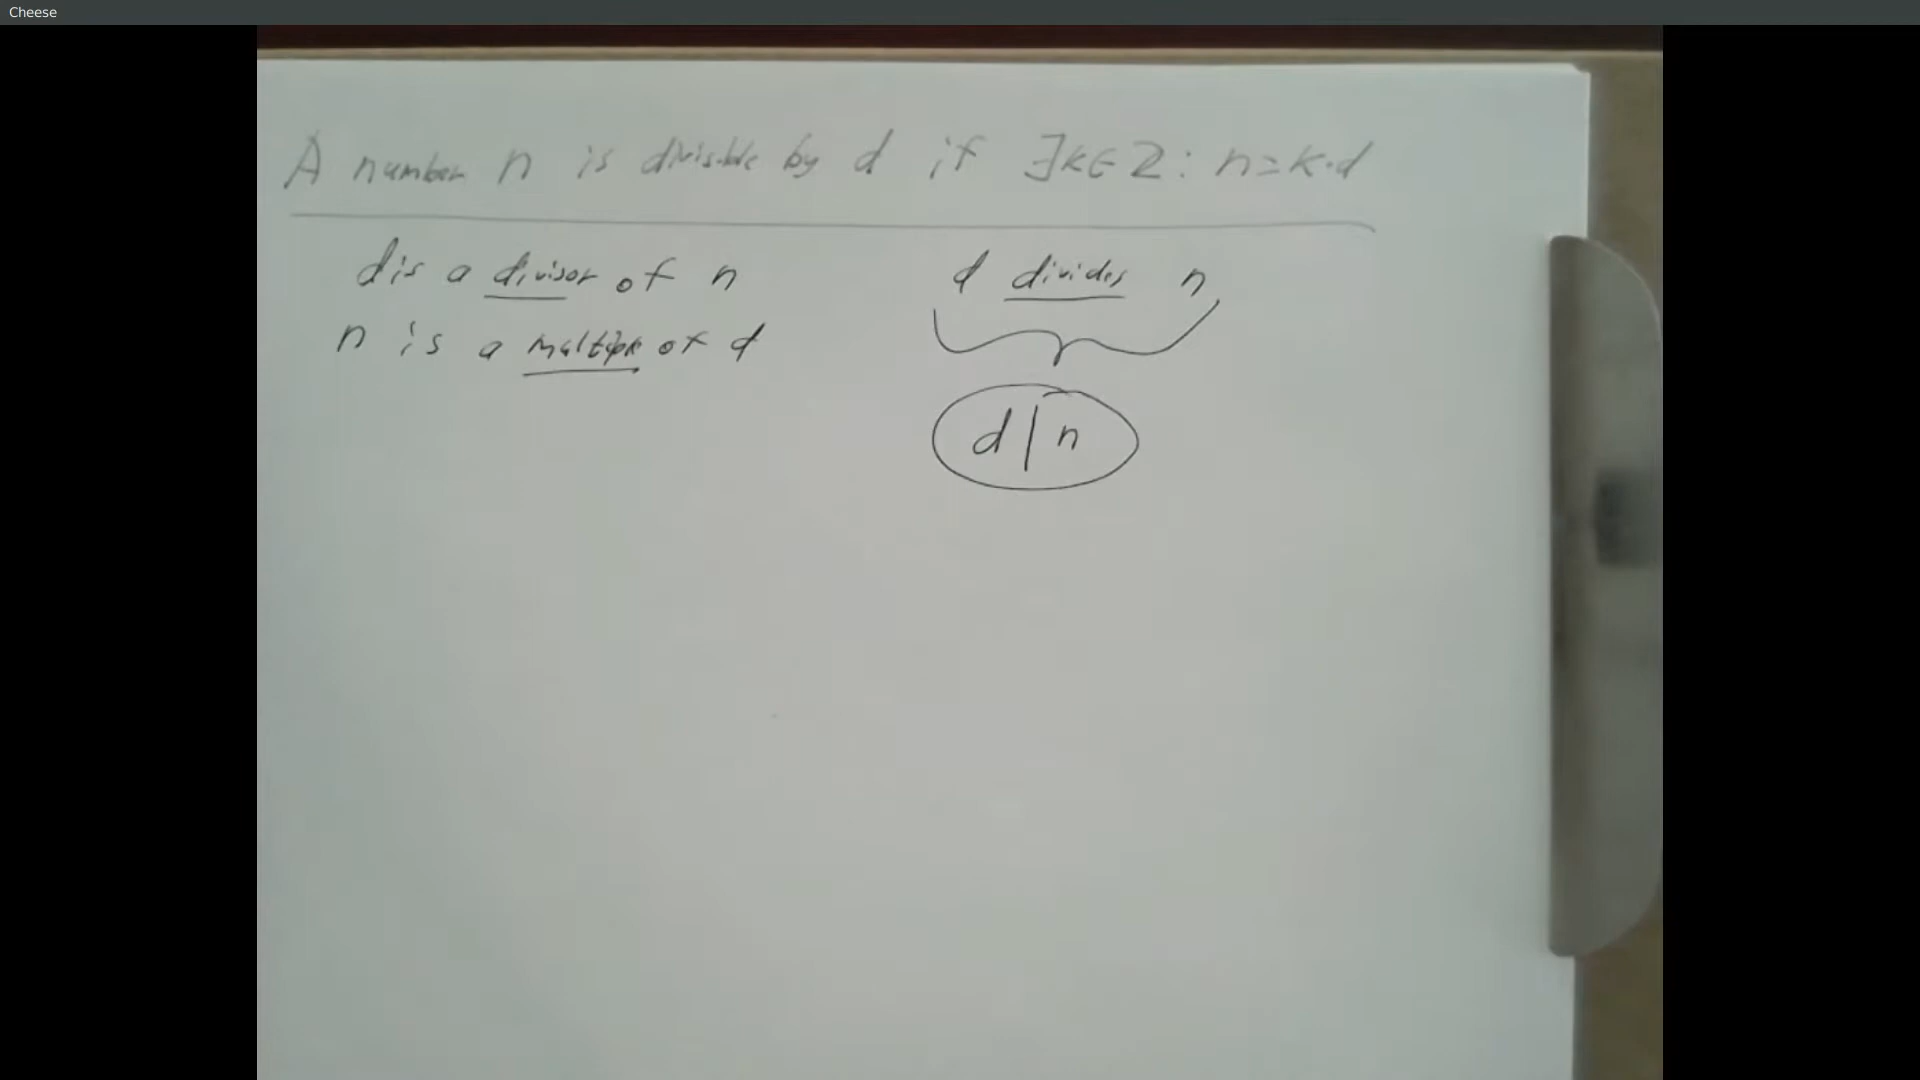 Cheese
A number n is divisible by d if ∃k∈Z: n=k·d
d is a divisor of n
d divides n
n is a multiple of d
d|n